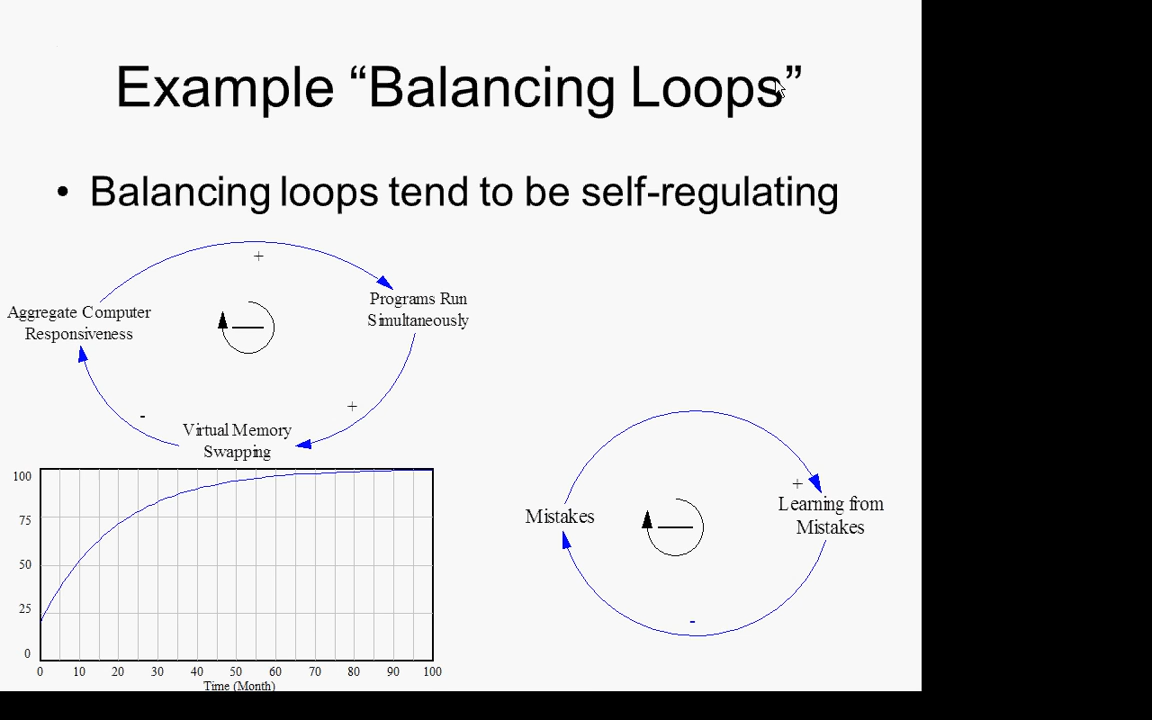 Example “Balancing Loops”
• Balancing loops tend to be self-regulating
+
Aggregate Computer
Responsiveness
Programs Run
Simultaneously
-
+
Virtual Memory
Swapping
100
75
50
25
0
0 10 20 30 40 50 60 70 80 90 100
Time (Month)
+
Mistakes
Learning from
Mistakes
-